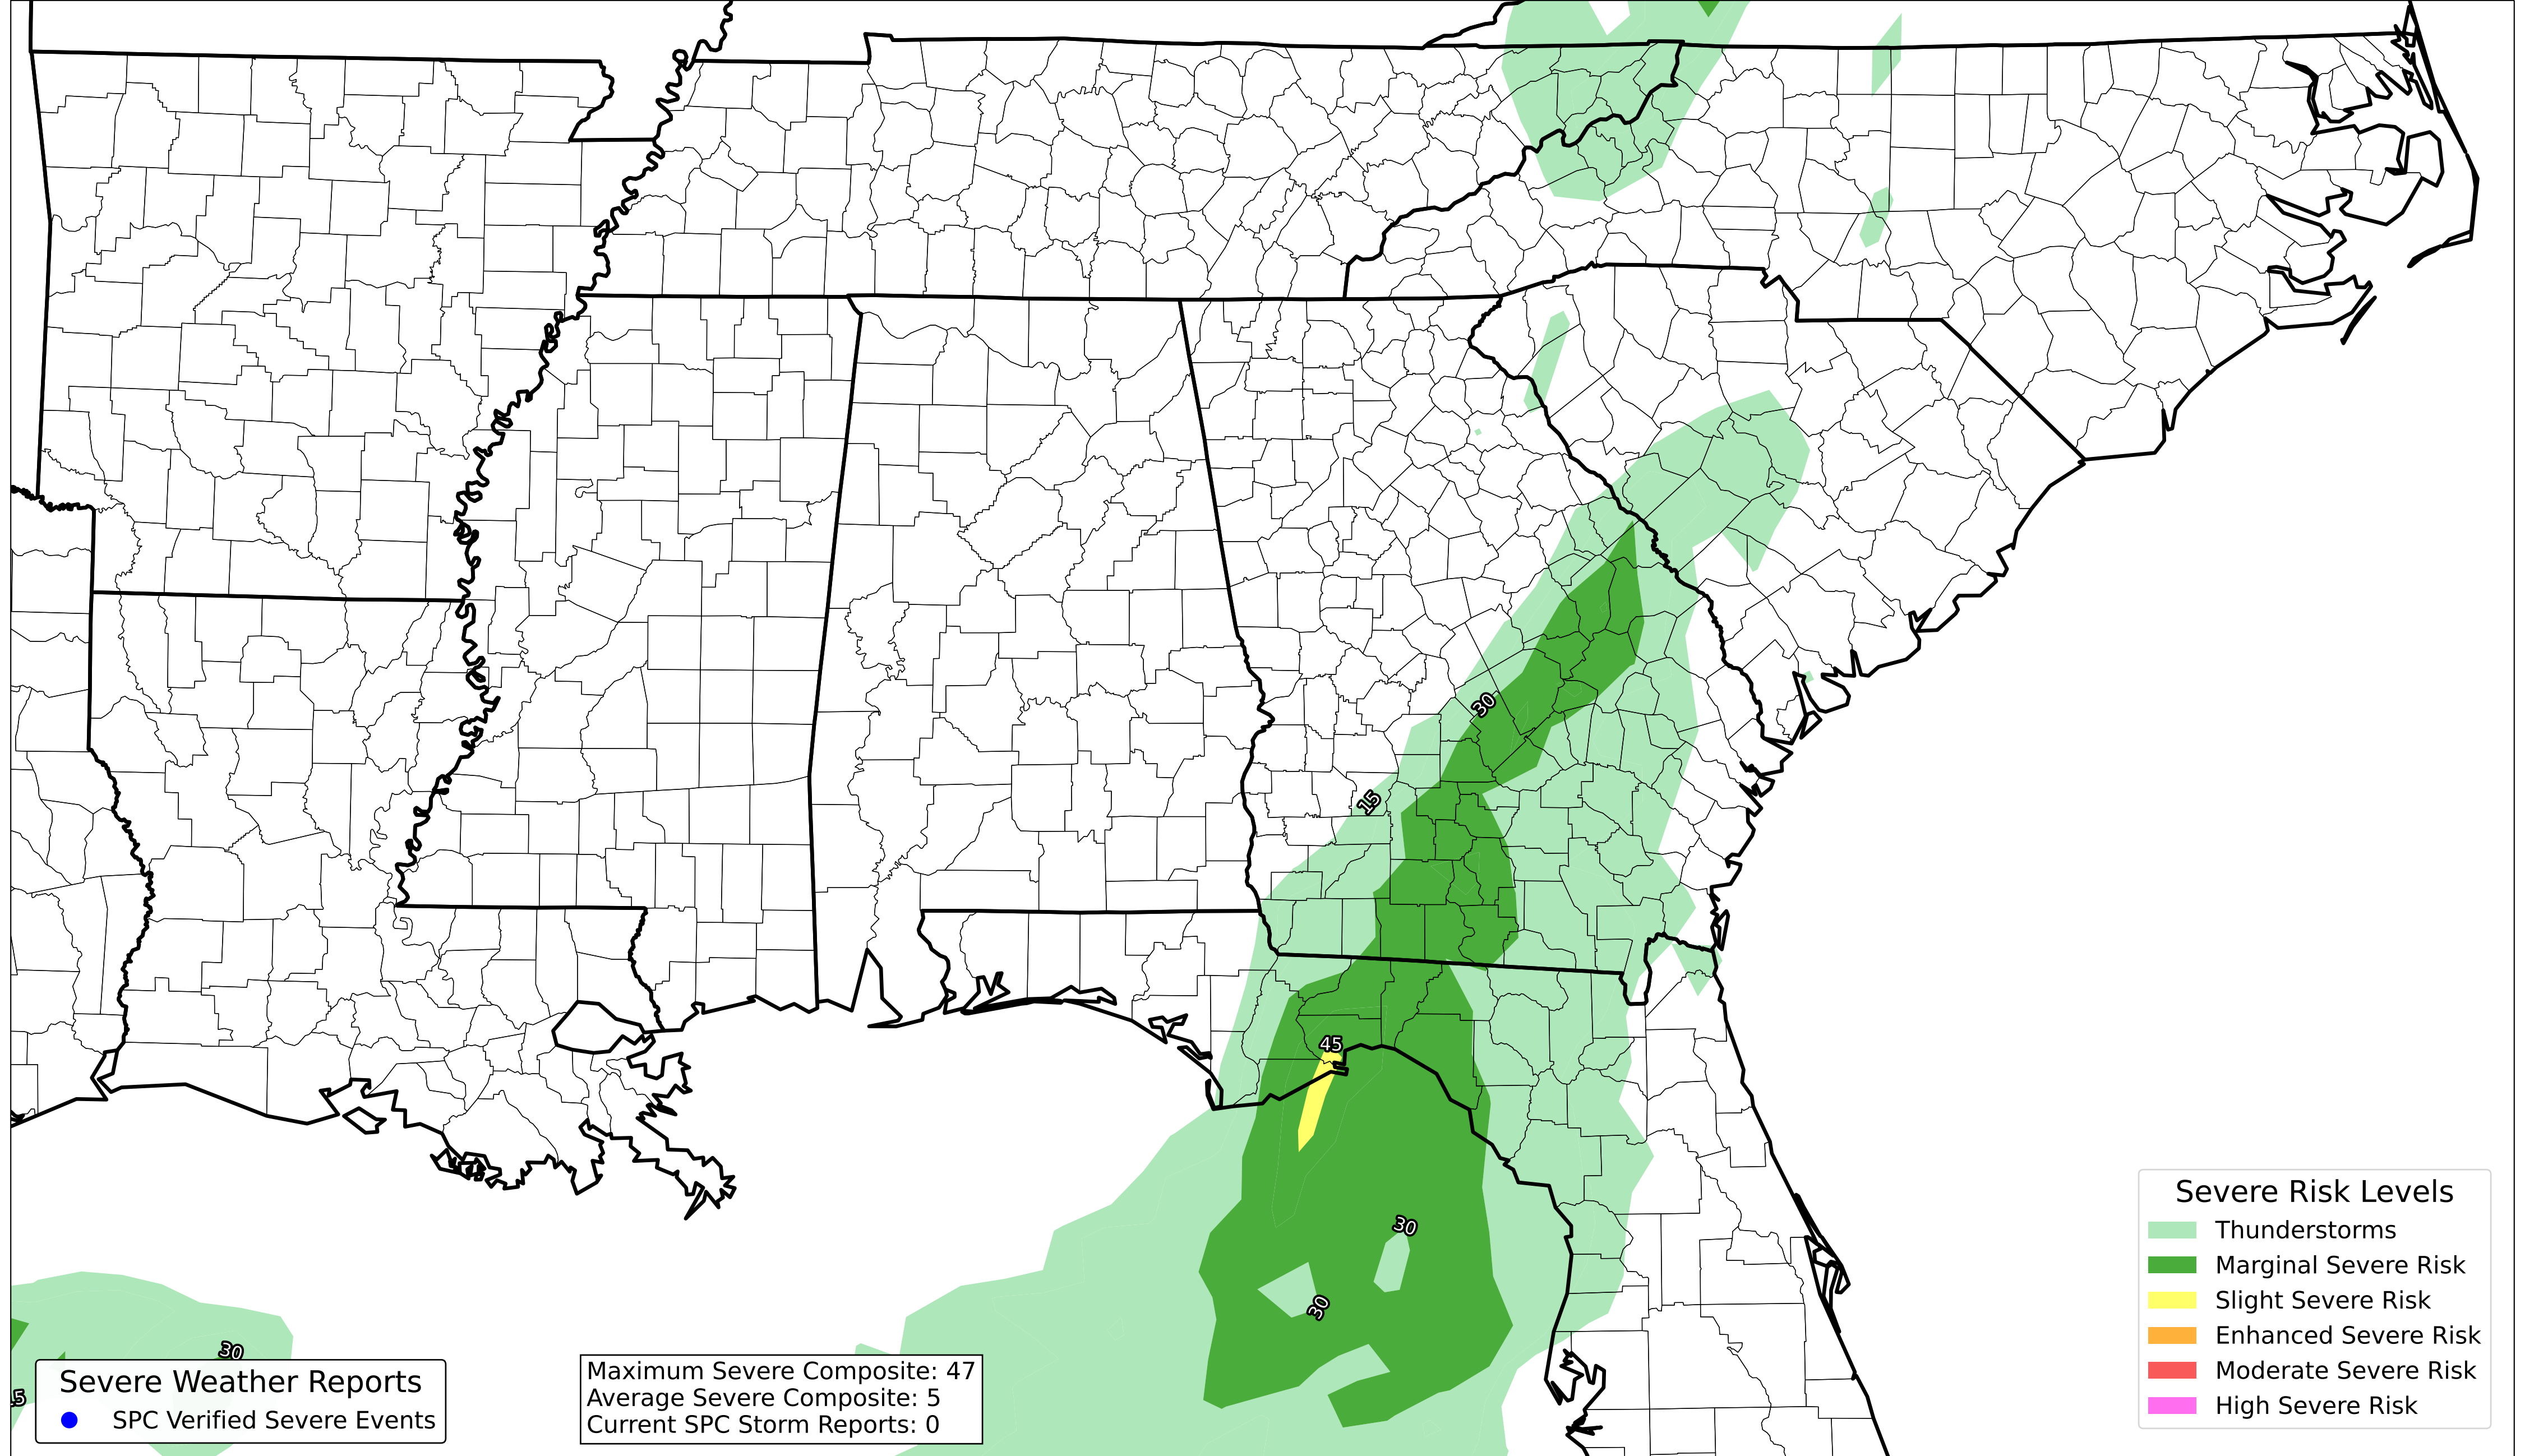 30
15
45
30
30
30
Severe Risk Levels
Thunderstorms
Marginal Severe Risk
Slight Severe Risk
Enhanced Severe Risk
Moderate Severe Risk
High Severe Risk
Severe Weather Reports
SPC Verified Severe Events
Maximum Severe Composite: 47
Average Severe Composite: 5
Current SPC Storm Reports: 0